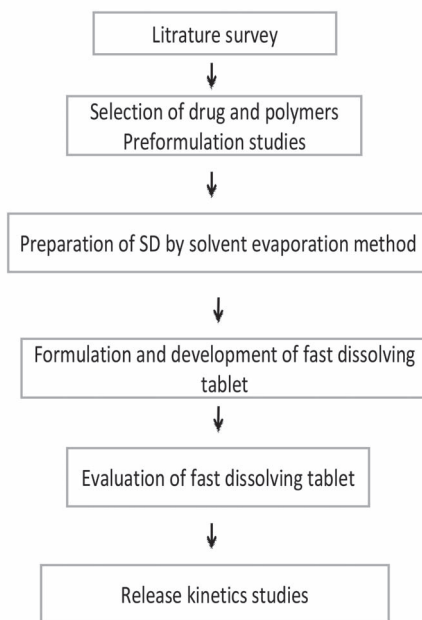 Litrature survey
Selection of drug and polymers
Preformulation studies
Preparation of SD by solvent evaporation method
Formulation and development of fast dissolving
tablet
Evaluation of fast dissolving tablet
Release kinetics studies